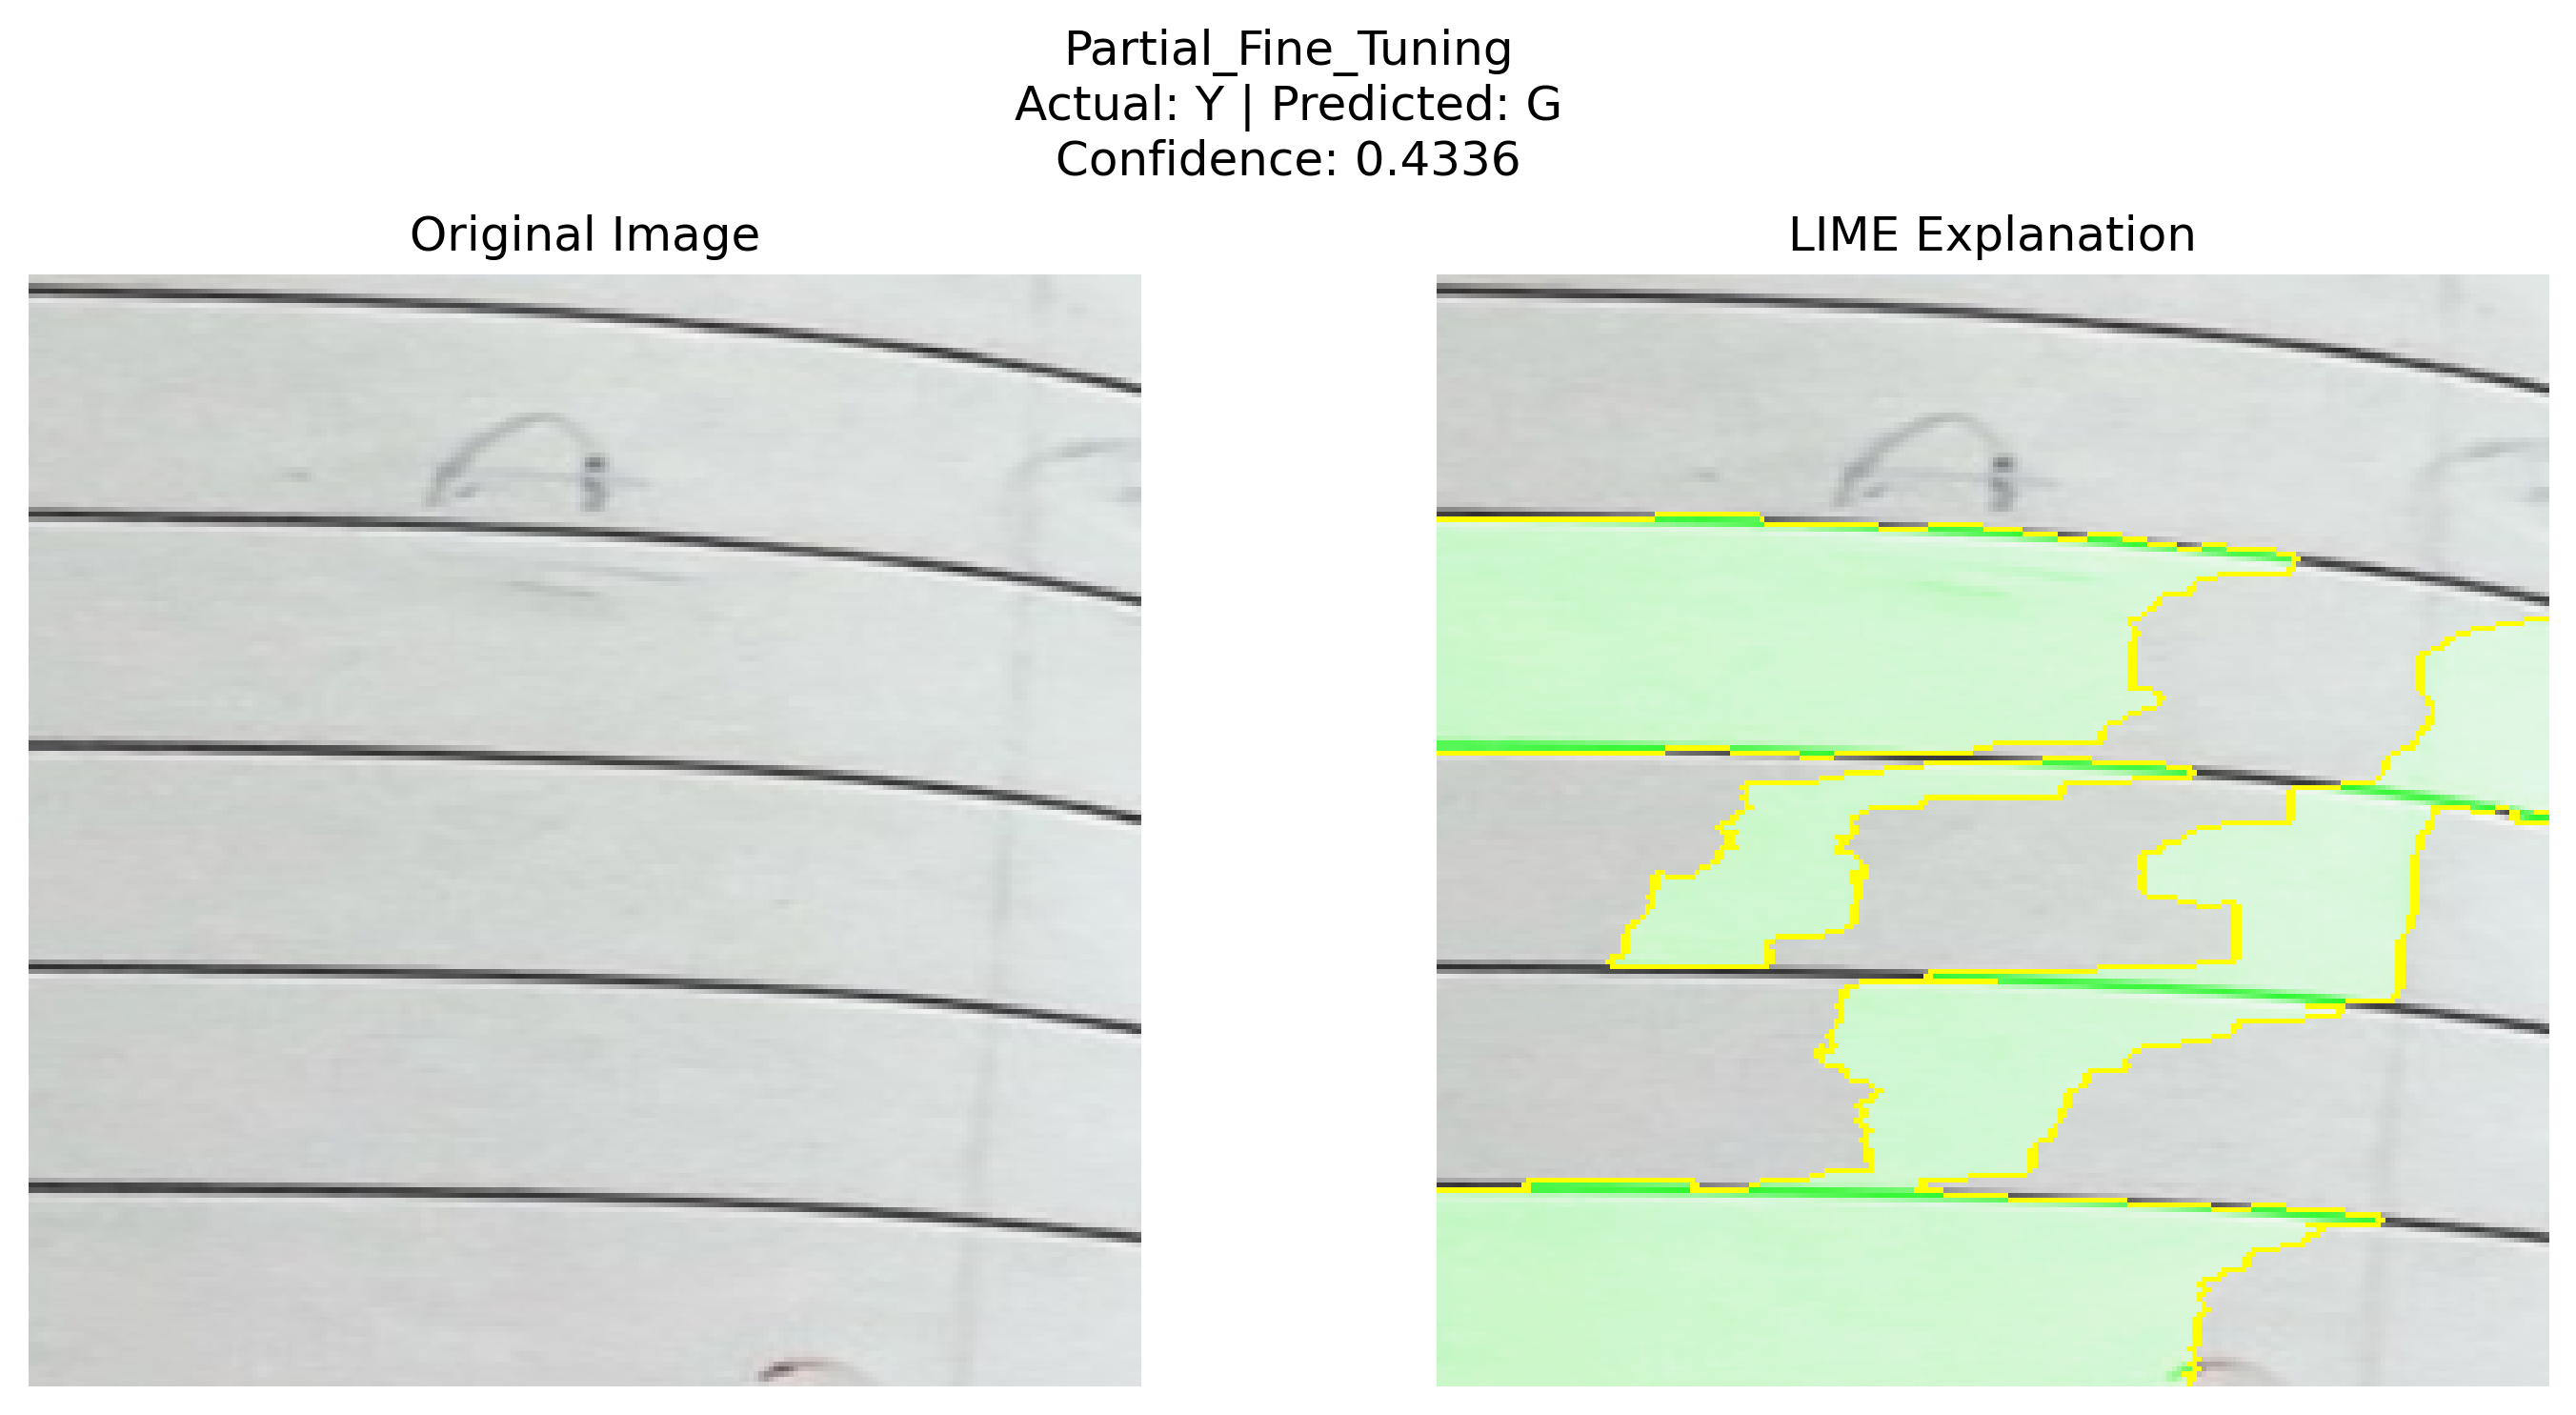 Partial_Fine_Tuning
Actual: Y | Predicted: G
Confidence: 0.4336
Original Image
LIME Explanation